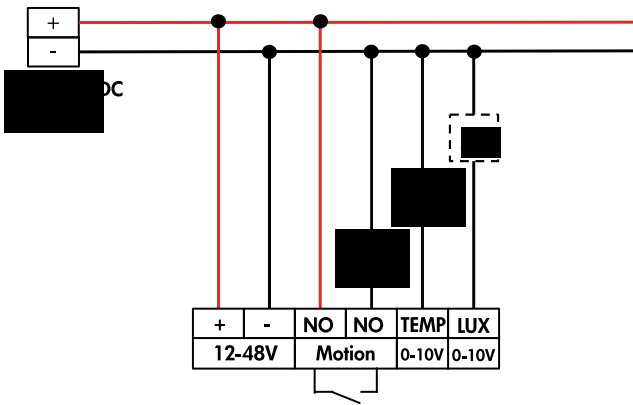 +
-
DC
+ - NO NO TEMP LUX
12-48V Motion 0-10V 0-10V